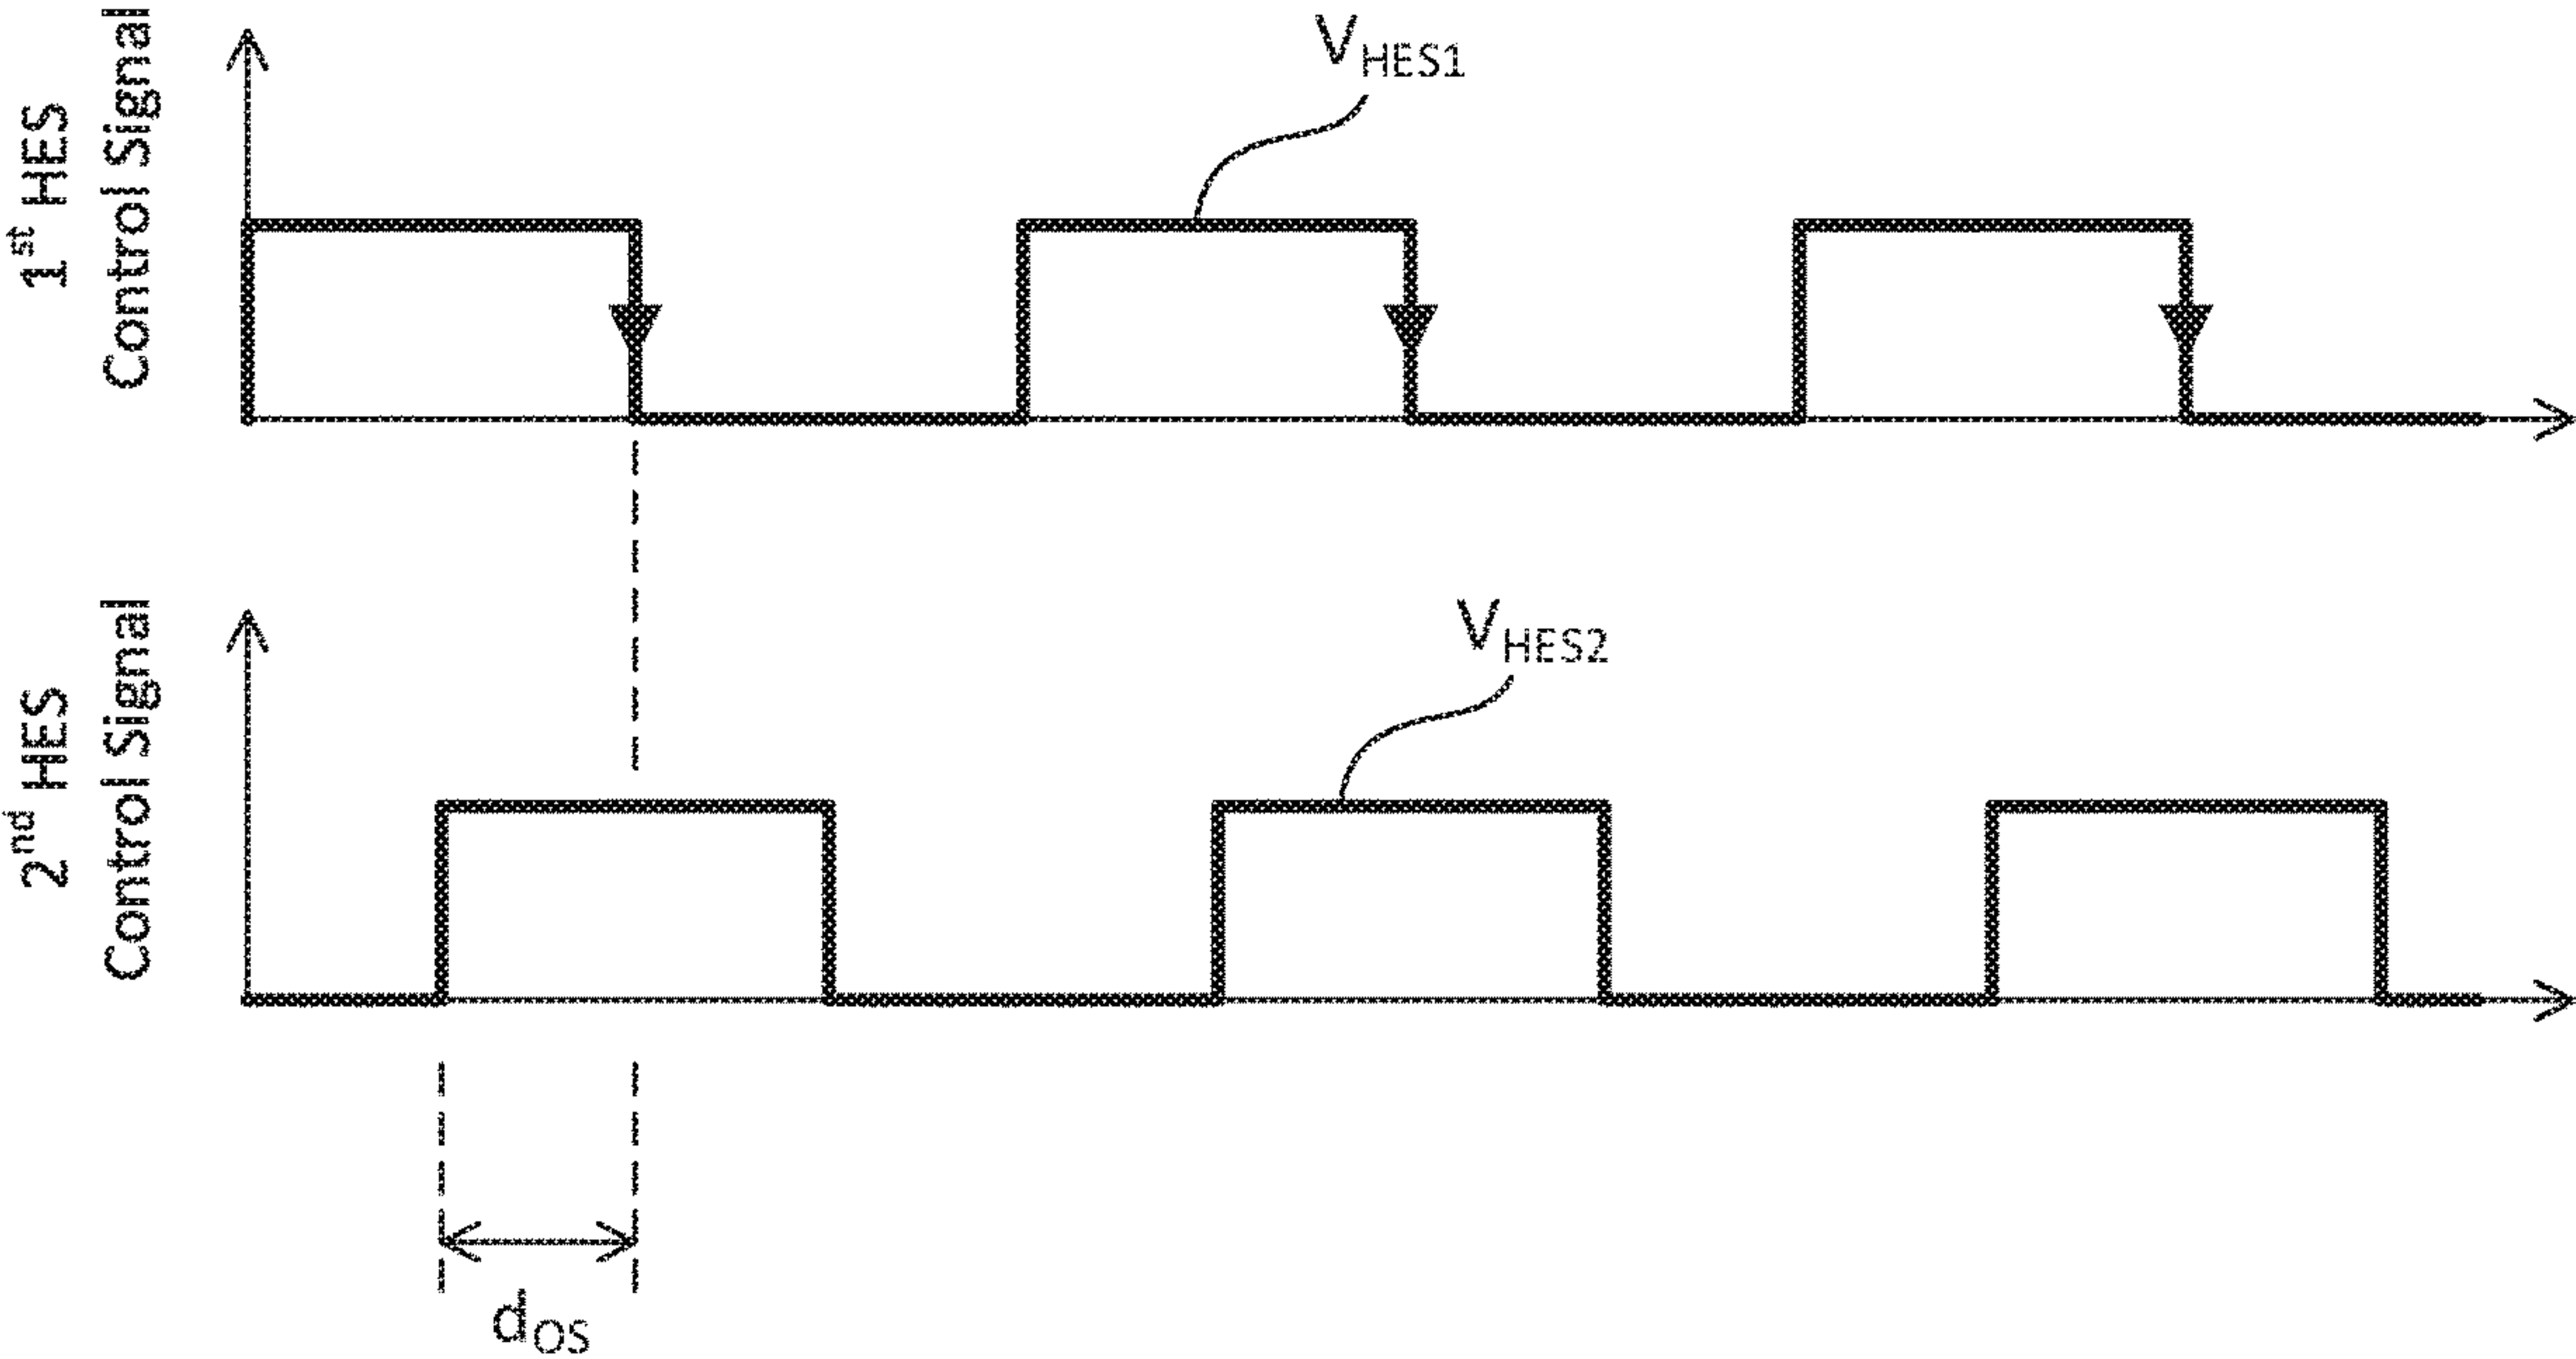 1st HES
Control Signal
VHES1
2nd HES
Control Signal
VHES2
dOS